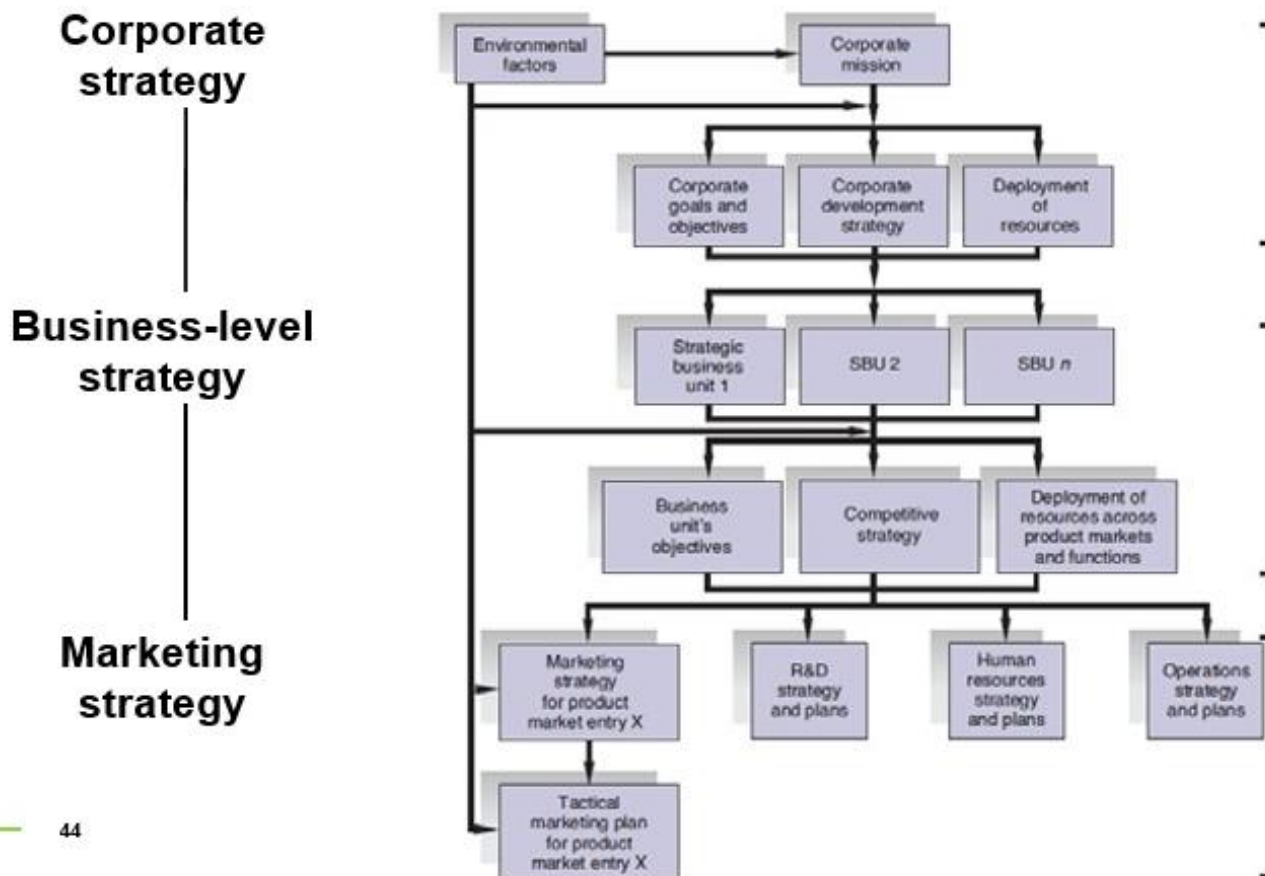 Corporate
strategy
Environmental
factors
Corporate
mission
Corporate
goals and
objectives
Corporate
development
strategy
Deployment
of
resources
Business-level
strategy
Strategic
business
unit 1
SBU 2
SBU n
Business
unit's
objectives
Competitive
strategy
Deployment of
resources across
product markets
and functions
Marketing
strategy
Marketing
strategy
for product
market entry X
R&D
strategy
and plans
Human
resources
strategy
and plans
Operations
strategy
and plans
Tactical
marketing plan
for product
market entry X
44